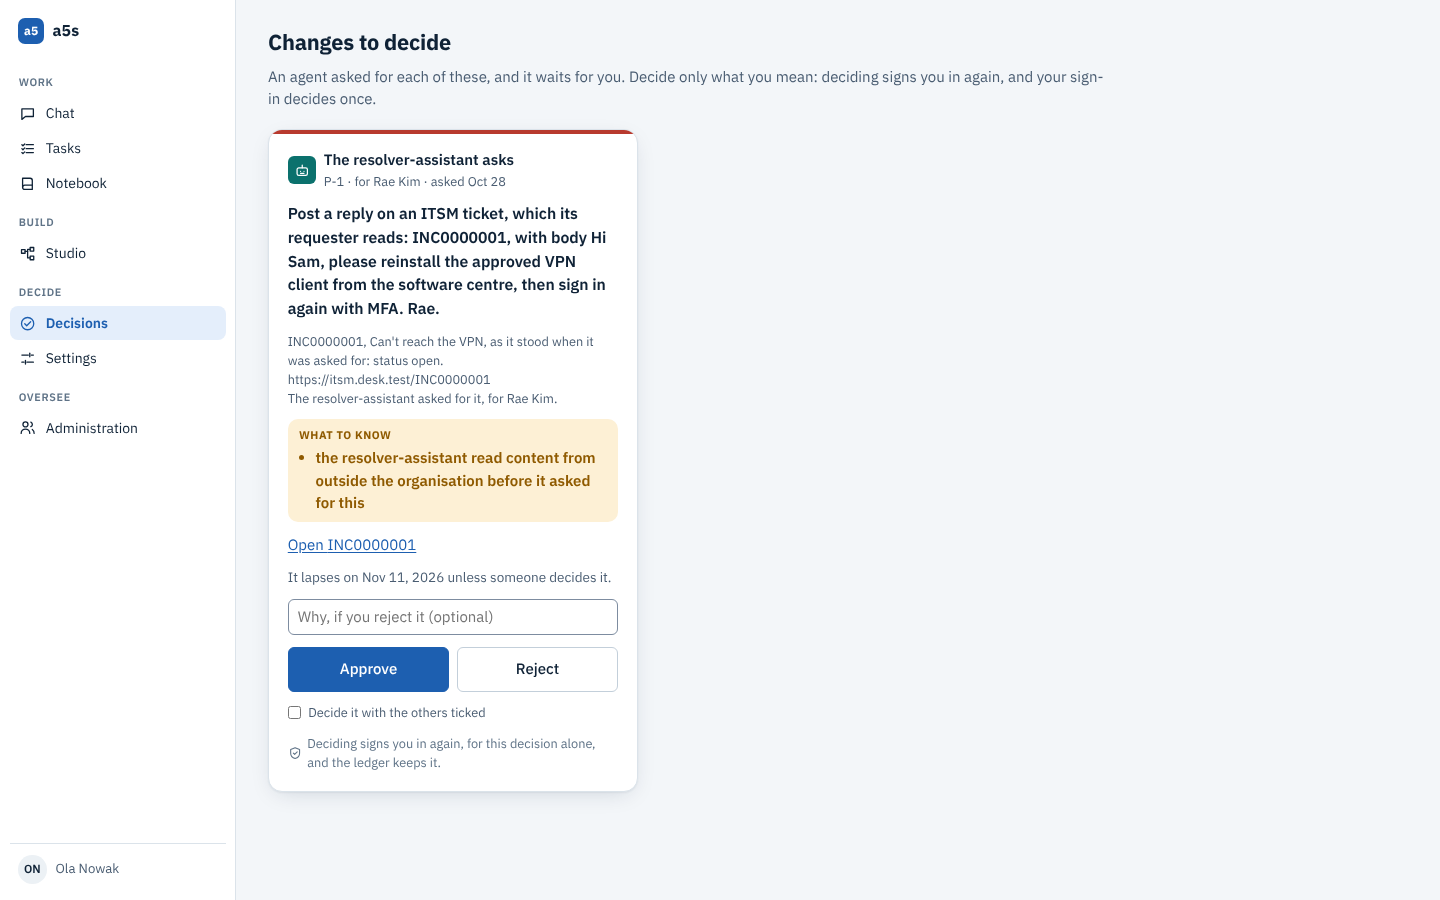 a5 a5s
WORK
Chat
Tasks
Notebook
BUILD
Studio
DECIDE
Decisions
Settings
OVERSEE
Administration
ON Ola Nowak
Changes to decide
An agent asked for each of these, and it waits for you. Decide only what you mean: deciding signs you in again, and your sign-
in decides once.
The resolver-assistant asks
P-1 · for Rae Kim · asked Oct 28
Post a reply on an ITSM ticket, which its
requester reads: INC0000001, with body Hi
Sam, please reinstall the approved VPN
client from the software centre, then sign in
again with MFA. Rae.
INC0000001, Can't reach the VPN, as it stood when it
was asked for: status open.
https://itsm.desk.test/INC0000001
The resolver-assistant asked for it, for Rae Kim.
WHAT TO KNOW
• the resolver-assistant read content from
outside the organisation before it asked
for this
Open INC0000001
It lapses on Nov 11, 2026 unless someone decides it.
Why, if you reject it (optional)
Approve
Reject
Decide it with the others ticked
Deciding signs you in again, for this decision alone,
and the ledger keeps it.